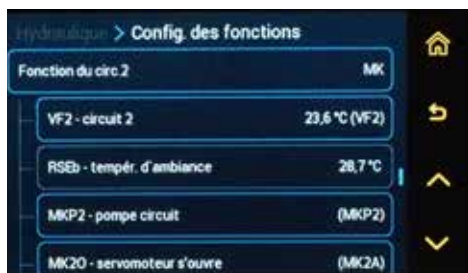 Hydraulique > Config. des fonctions
Fonction du circ.2 MK
VF2 - circuit 2 23,6 °C (VF2)
RSEb - tempér. d'ambiance 28,7 °C
MKP2 - pompe circuit (MKP2)
MK2O - servomoteur s'ouvre (MK2A)